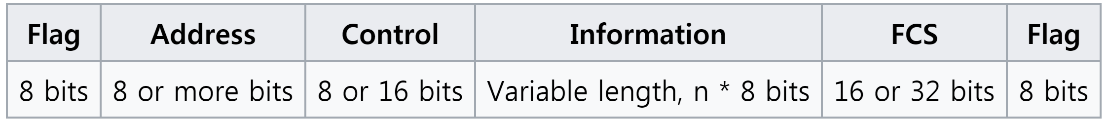 Flag Address Control Information FCS Flag
8 bits 8 or more bits 8 or 16 bits Variable length, n * 8 bits 16 or 32 bits 8 bits